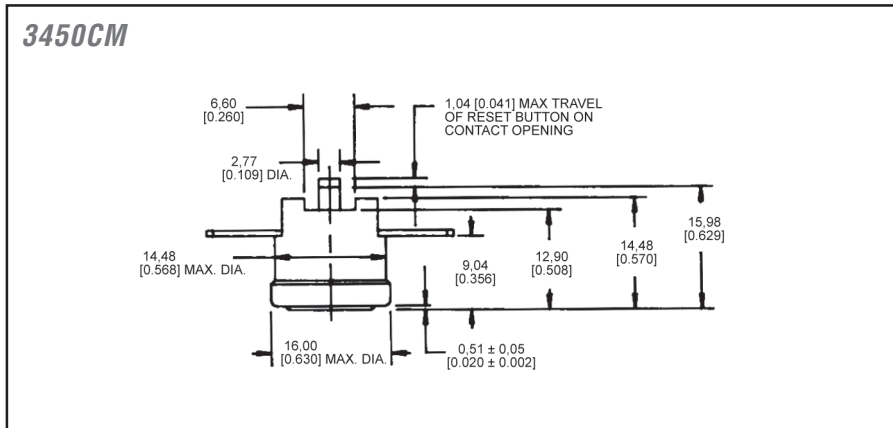 3450CM
6,60
[0.260]
1,04 [0.041] MAX TRAVEL
OF RESET BUTTON ON
CONTACT OPENING
2,77
[0.109] DIA.
14,48
[0.568] MAX. DIA.
9,04
[0.356]
12,90
[0.508]
14,48
[0.570]
15,98
[0.629]
16,00
[0.630] MAX. DIA.
0,51 ± 0,05
[0.020 ± 0.002]